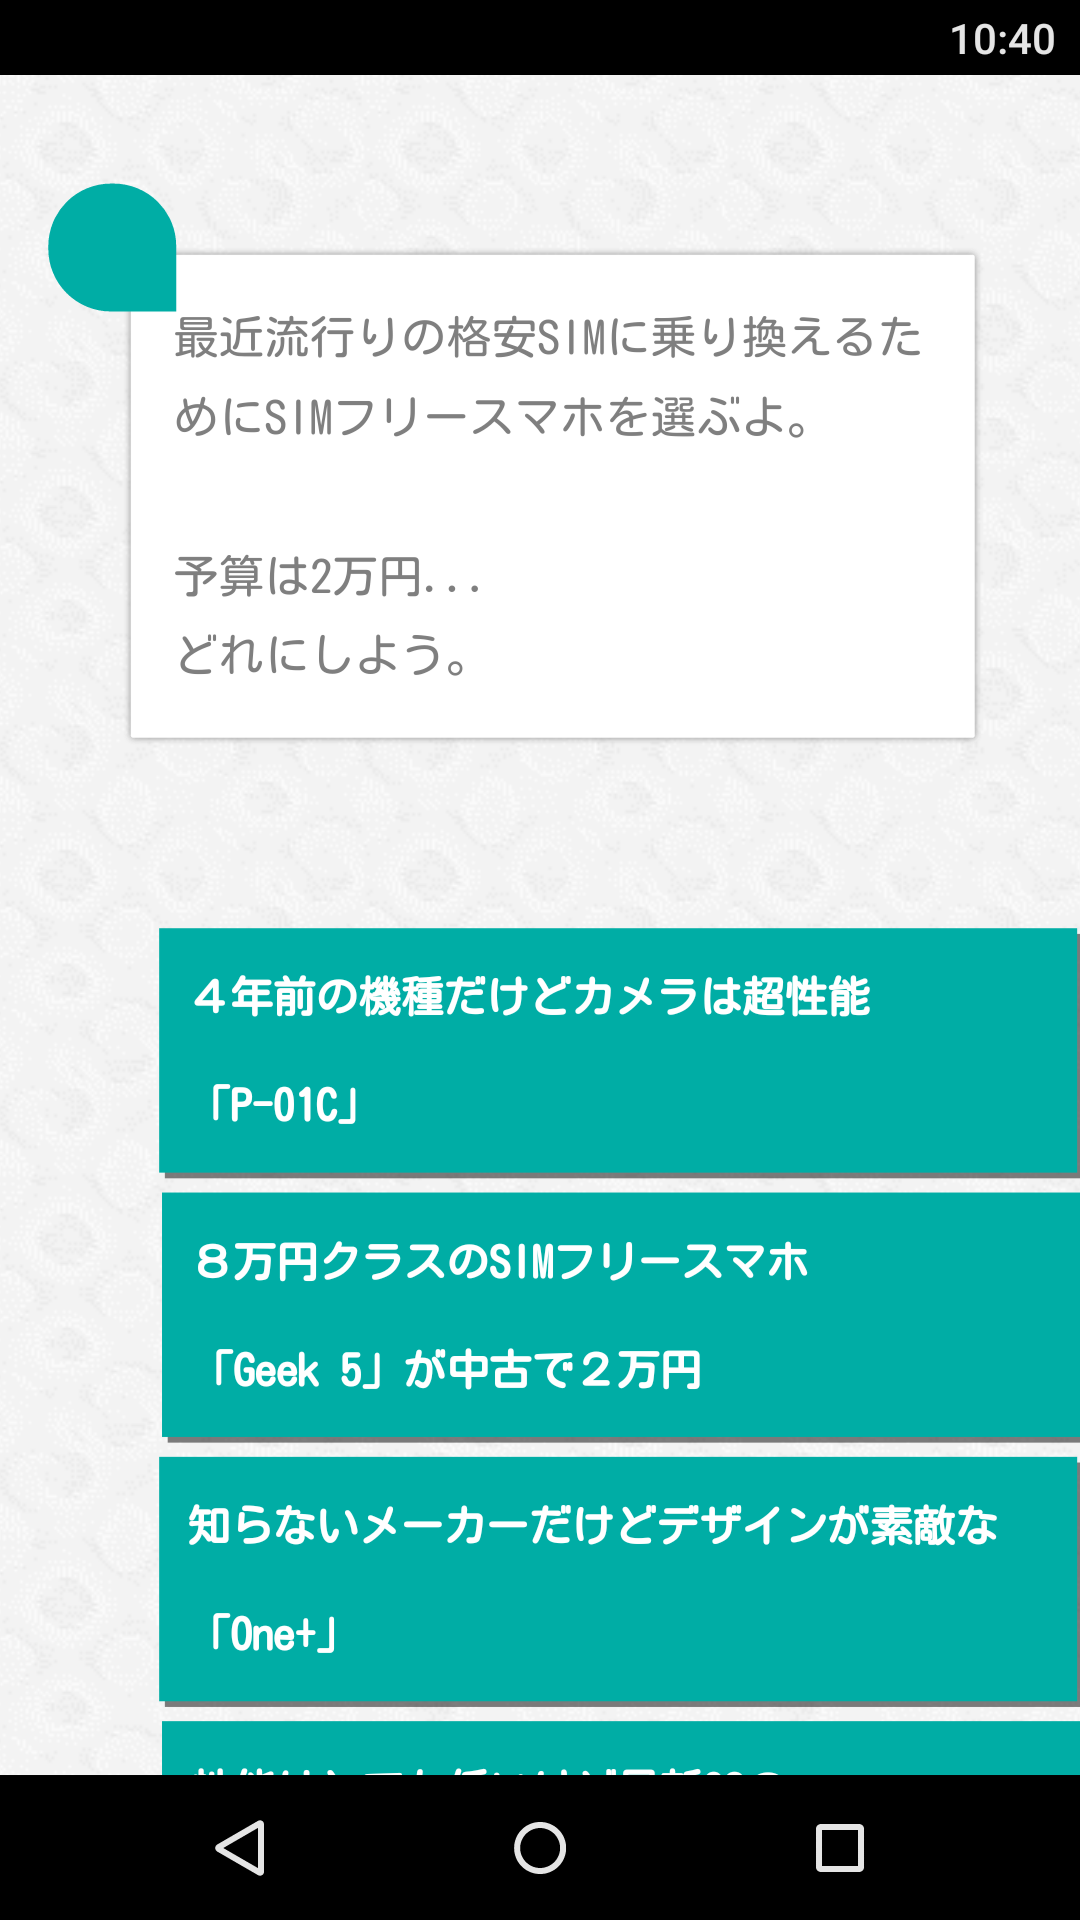 10:40
最近流行りの格安SIMに乗り換えるた
めにSIMフリースマホを選ぶよ。
予算は2万円...
どれにしよう。
４年前の機種だけどカメラは超性能
「P-01C」
８万円クラスのSIMフリースマホ
「Geek 5」が中古で２万円
知らないメーカーだけどデザインが素敵な
「One+」